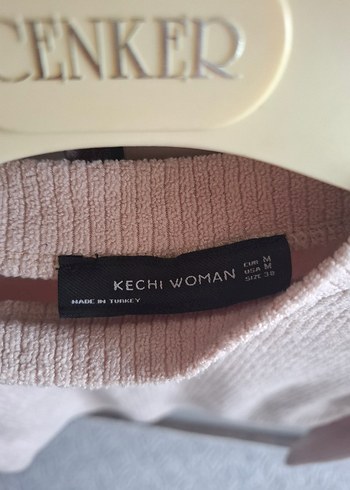 CENKER
KECHI WOMAN
EUR M
USA M
SIZE 38
MADE IN TURKEY